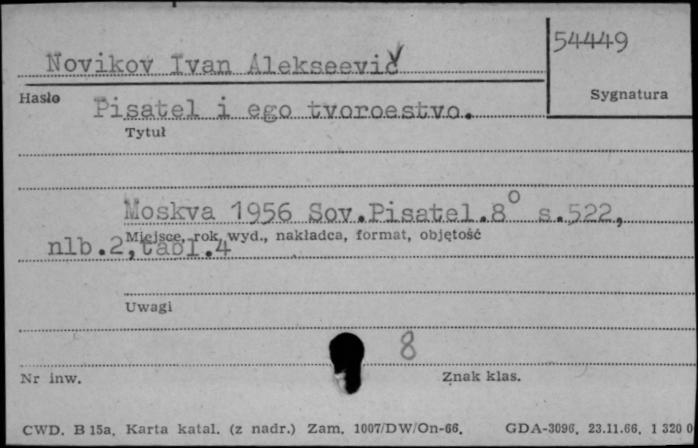 54449
Novikov Ivan Alekseevič
Hasło
Sygnatura
Pisatel i ego tvoroestvo.
Tytuł
Moskva 1956 Sov.Pisatel.8° s.522,
Miejsce, rok wyd., nakładca, format, objętość
nlb.2,tabl.4
Uwagi
8
Nr inw.
Znak klas.
CWD. B 15a. Karta katal. (z nadr.) Zam. 1007/DW/On-66. GDA-3096. 23.11.66. 1 320 0